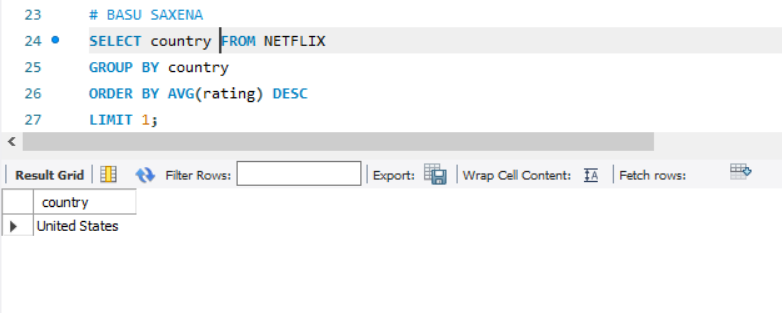 23 # BASU SAXENA
24 SELECT country FROM NETFLIX
25 GROUP BY country
26 ORDER BY AVG(rating) DESC
27 LIMIT 1;
Result Grid Filter Rows: Export: Wrap Cell Content: IA Fetch rows:
country
United States